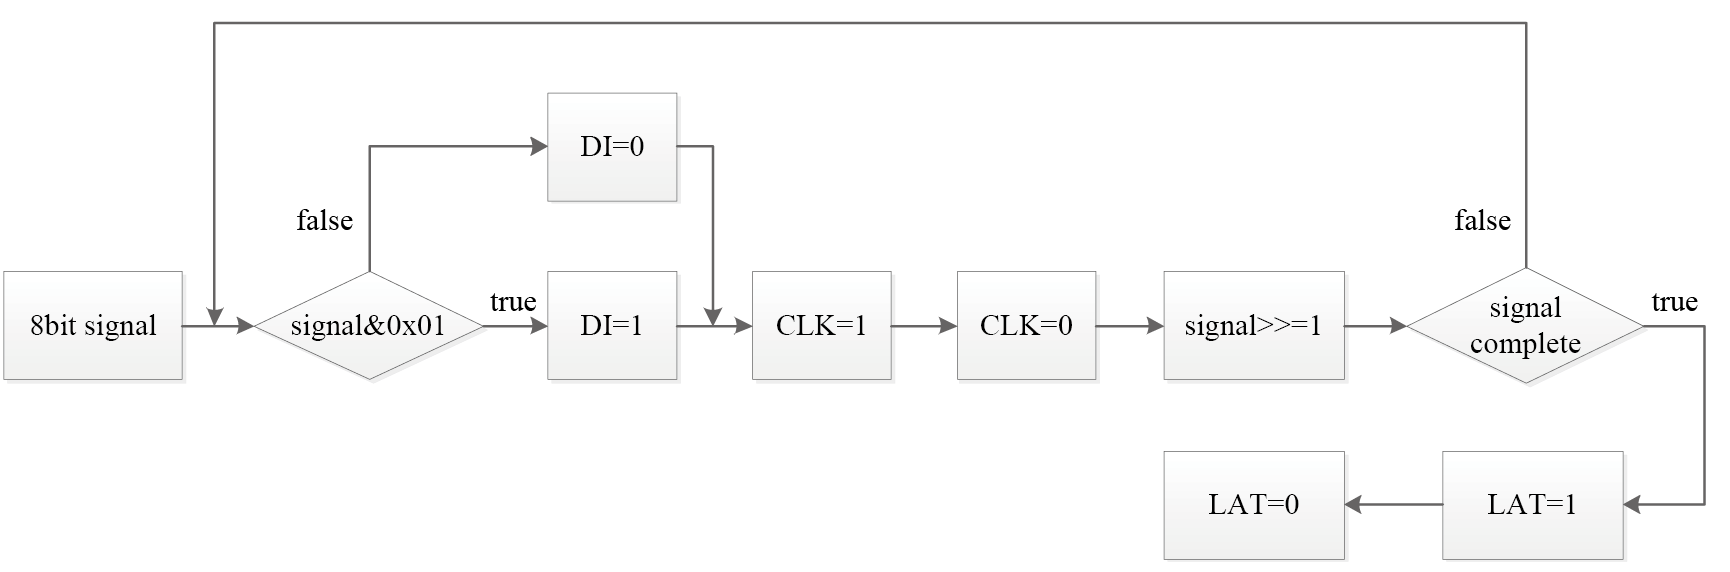 DI=0
false
false
8bit signal
signal&0x01
true
DI=1
CLK=1
CLK=0
signal>>=1
signal
complete
true
LAT=0
LAT=1